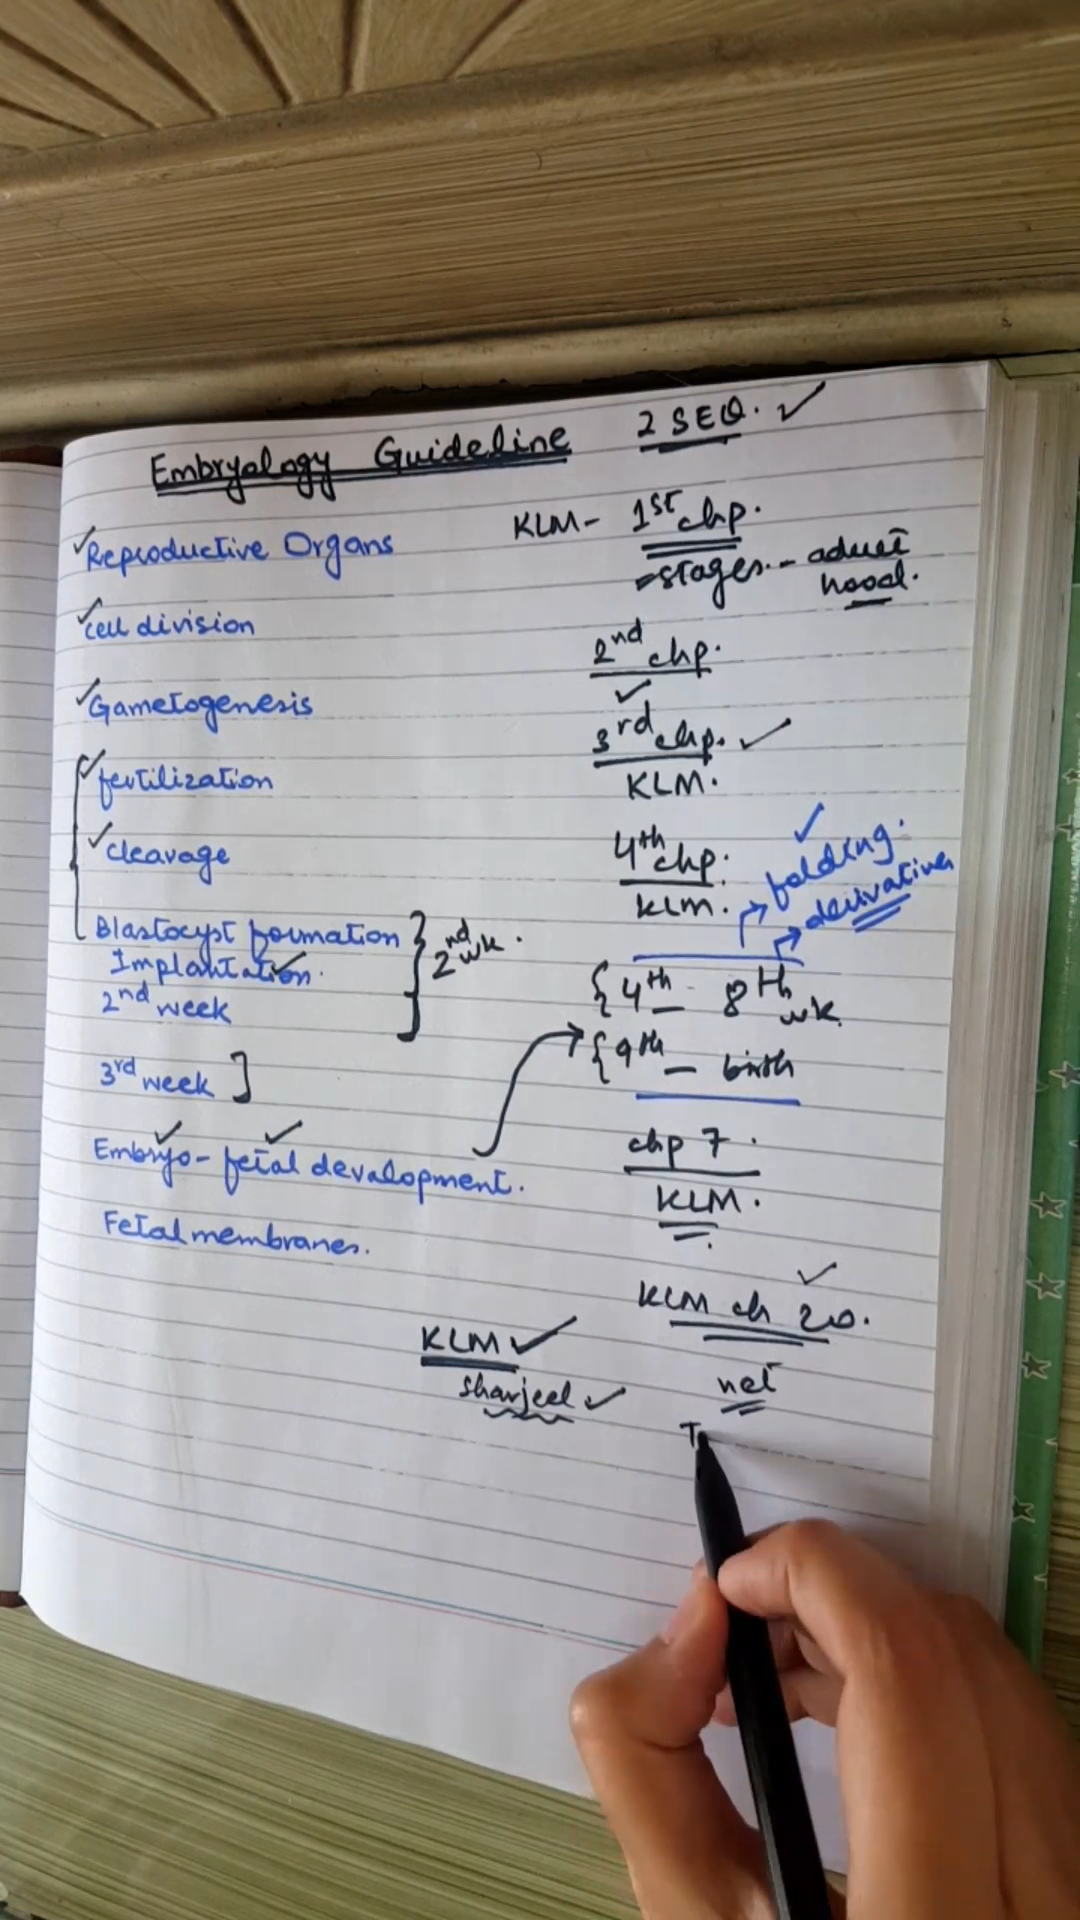 Embryology Guideline 2 SEQ.
Reproductive Organs KLM - 1st chp.
stages. - adult
hood.
cell division 2nd chp.
Gametogenesis 3rd chp.
KLM.
fertilization
cleavage 4th chp. folding.
KLM. derivatives
Blastocyst formation 2nd wk.
Implantation.
2nd week 4th - 8th wk.
3rd week 9th - birth
Embryo - fetal devalopment. chp 7.
KLM.
Fetal membranes.
KLM ch 20.
KLM
sharjeel net
T